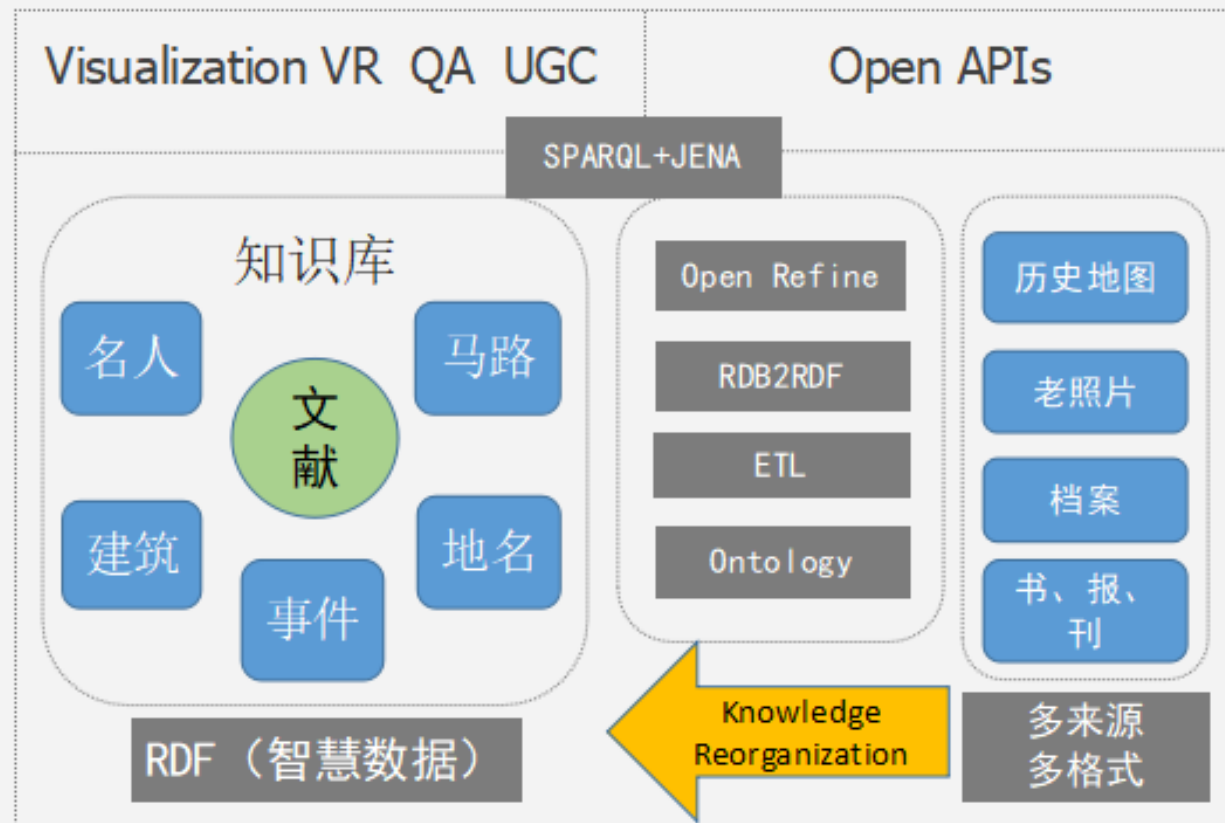 Visualization VR QA UGC
Open APIs
SPARQL+JENA
知识库
名人
马路
文
献
建筑
地名
事件
RDF（智慧数据）
Open Refine
RDB2RDF
ETL
Ontology
Knowledge
Reorganization
历史地图
老照片
档案
书、报、
刊
多来源
多格式